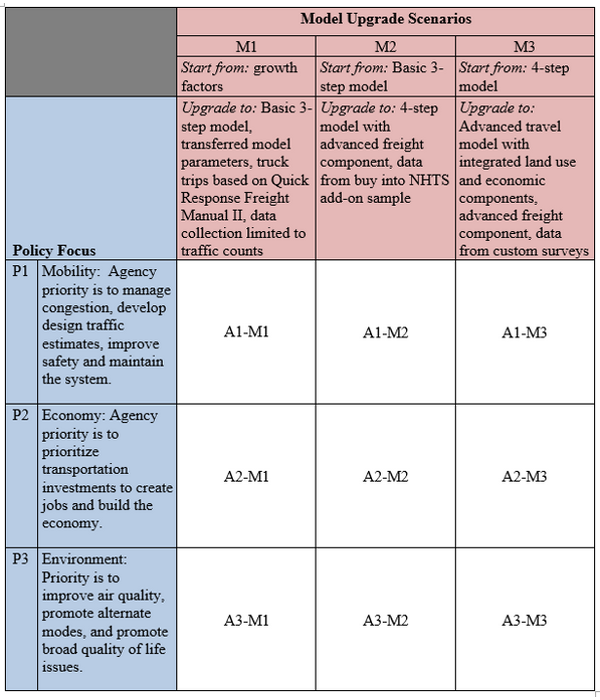 Model Upgrade Scenarios
M1
M2
M3
Start from: growth
factors
Start from: Basic 3-
step model
Start from: 4-step
model
Policy Focus
Upgrade to: Basic 3-
step model,
transferred model
parameters, truck
trips based on Quick
Response Freight
Manual II, data
collection limited to
traffic counts
Upgrade to: 4-step
model with
advanced freight
component, data
from buy into NHTS
add-on sample
Upgrade to:
Advanced travel
model with
integrated land use
and economic
components,
advanced freight
component, data
from custom surveys
P1
Mobility: Agency
priority is to manage
congestion, develop
design traffic
estimates, improve
safety and maintain
the system.
A1-M1
A1-M2
A1-M3
P2
Economy: Agency
priority is to
prioritize
transportation
investments to create
jobs and build the
economy.
A2-M1
A2-M2
A2-M3
P3
Environment:
Priority is to
improve air quality,
promote alternate
modes, and promote
broad quality of life
issues.
A3-M1
A3-M2
A3-M3